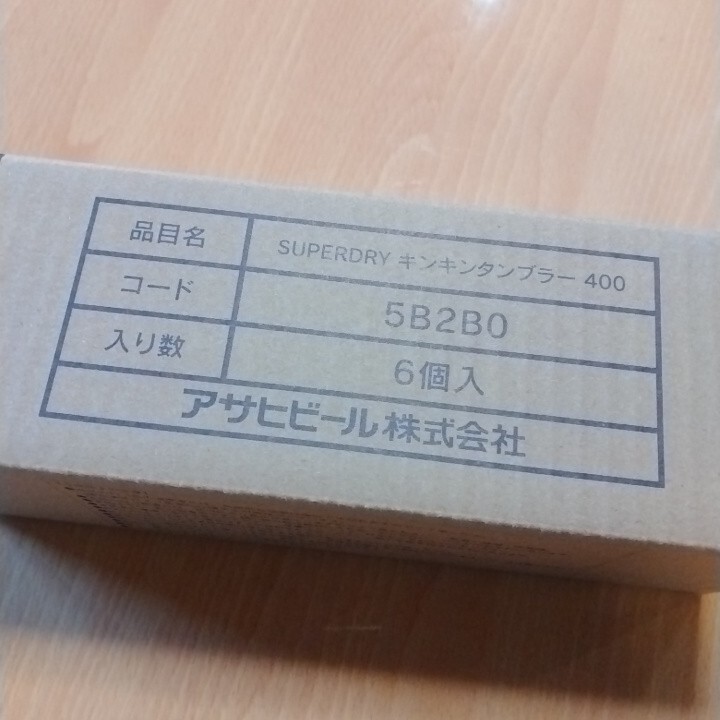 品目名 SUPERDRY キンキンタンブラー 400
コード 5B2B0
入り数 6個入
アサヒビール株式会社